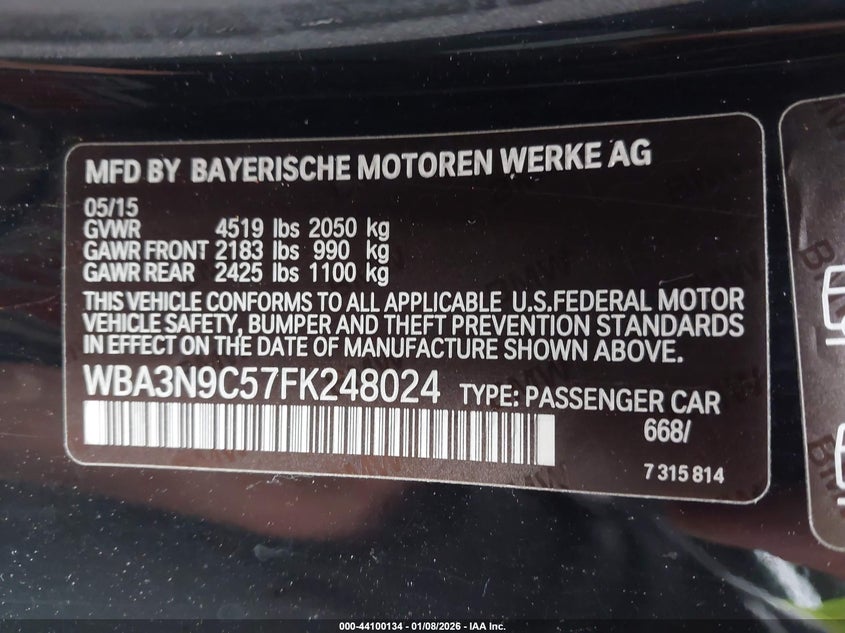 MFD BY BAYERISCHE MOTOREN WERKE AG
05/15
GVWR 4519 lbs 2050 kg
GAWR FRONT 2183 lbs 990 kg
GAWR REAR 2425 lbs 1100 kg
THIS VEHICLE CONFORMS TO ALL APPLICABLE U.S.FEDERAL MOTOR
VEHICLE SAFETY, BUMPER AND THEFT PREVENTION STANDARDS
IN EFFECT ON THE DATE OF MANUFACTURE SHOWN ABOVE.
WBA3N9C57FK248024 TYPE: PASSENGER CAR
668/
7 315 814
000-44100134 - 01/08/2026 - IAA Inc.